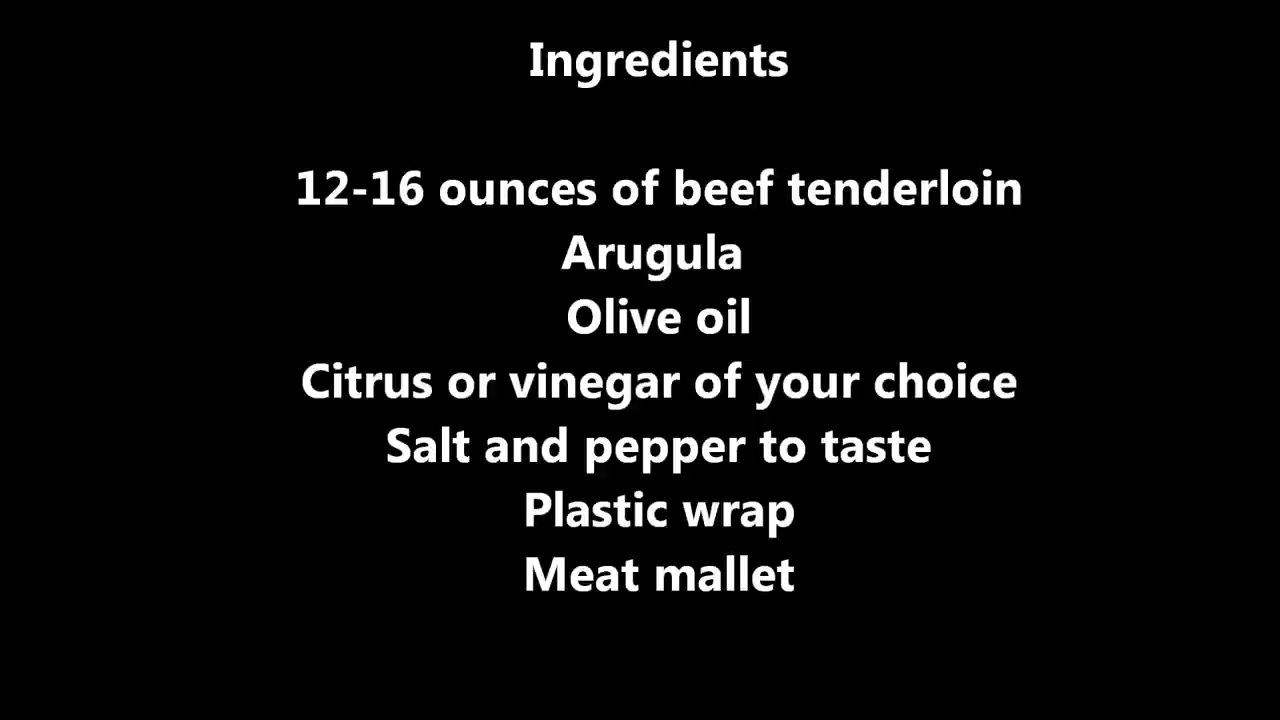 Ingredients
12-16 ounces of beef tenderloin
Arugula
Olive oil
Citrus or vinegar of your choice
Salt and pepper to taste
Plastic wrap
Meat mallet